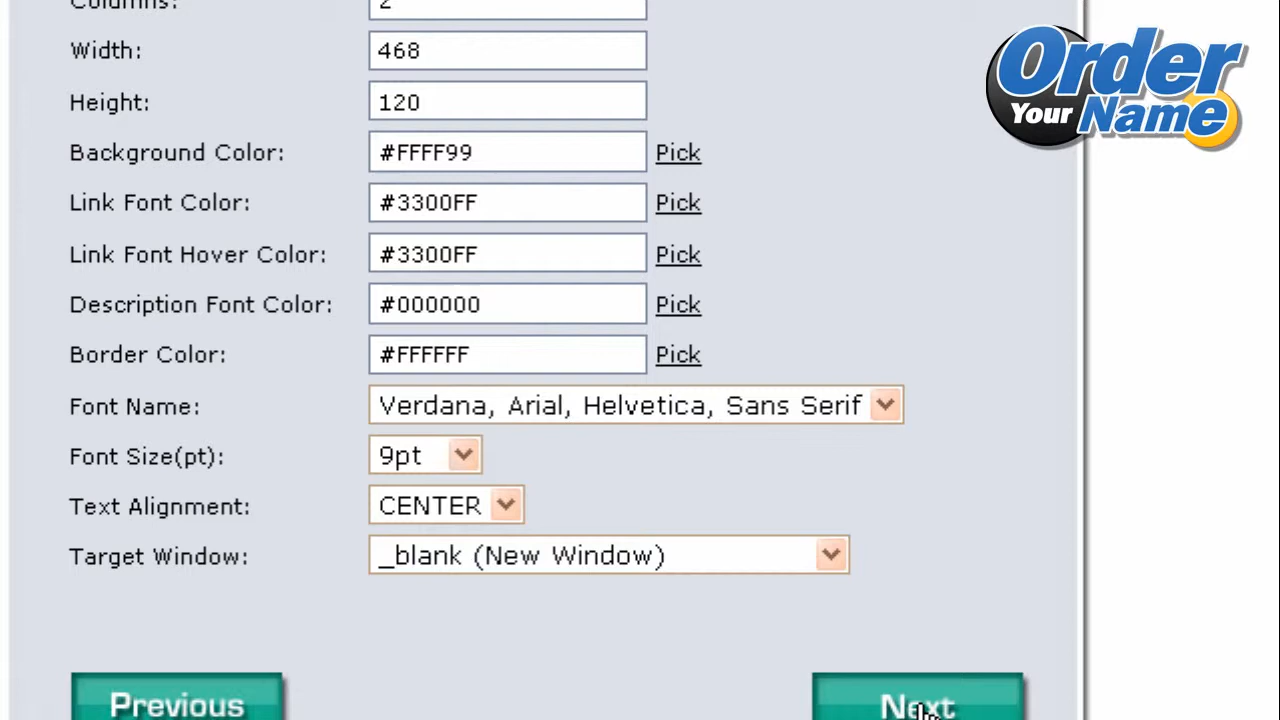 Columns: 2
Order
Your Name
Width: 468
Height: 120
Background Color: #FFFF99 Pick
Link Font Color: #3300FF Pick
Link Font Hover Color: #3300FF Pick
Description Font Color: #000000 Pick
Border Color: #FFFFFF Pick
Font Name: Verdana, Arial, Helvetica, Sans Serif
Font Size(pt): 9pt
Text Alignment: CENTER
Target Window: _blank (New Window)
Previous Next